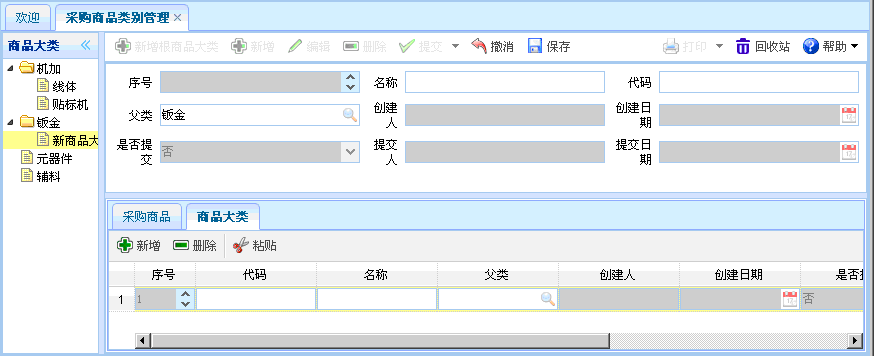 欢迎 采购商品类别管理
商品大类
机加
线体
贴标机
钣金
新商品大
元器件
辅料
新增根商品大类 新增 编辑 删除 提交 撤消 保存 打印 回收站 帮助
序号 名称 代码
父类 钣金 创建人 创建日期
是否提交 否 提交人 提交日期
采购商品 商品大类
新增 删除 粘贴
序号 代码 名称 父类 创建人 创建日期 是否提
1 1 否